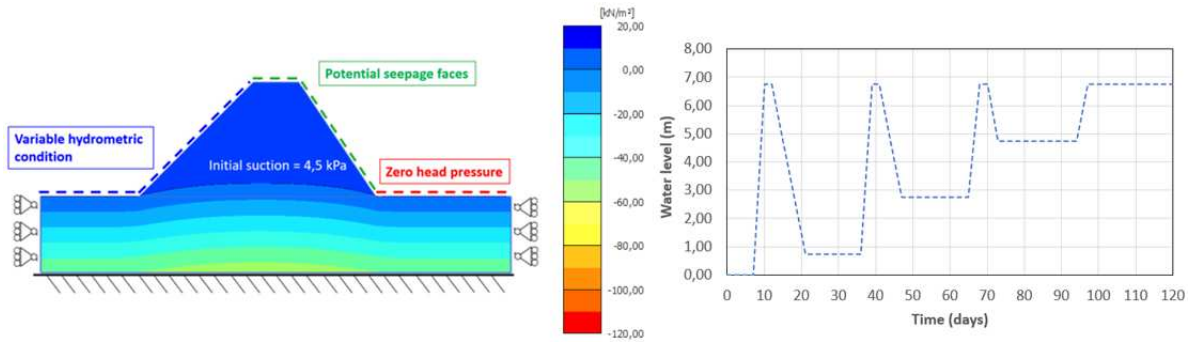 [kN/m²]
20,00
0,00
-20,00
-40,00
-60,00
-80,00
-100,00
-120,00
Potential seepage faces
Variable hydrometric
condition
Initial suction = 4,5 kPa
Zero head pressure
8,00
7,00
6,00
5,00
4,00
3,00
2,00
1,00
0,00
Water level (m)
0 10 20 30 40 50 60 70 80 90 100 110 120
Time (days)